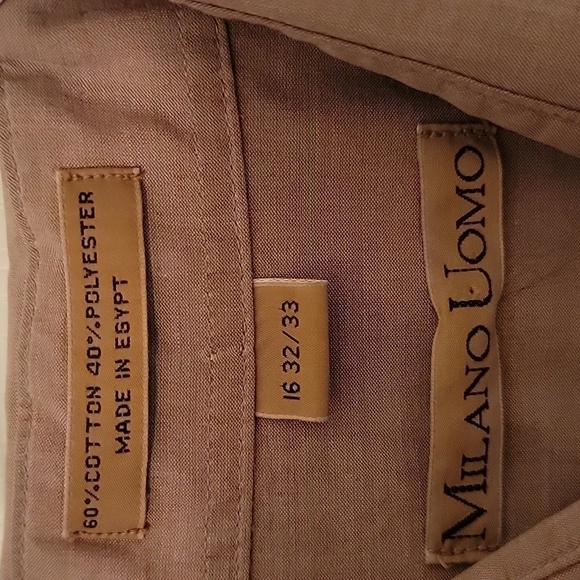 MILANO UOMO
16 32/33
60%COTTON 40%POLYESTER
MADE IN EGYPT